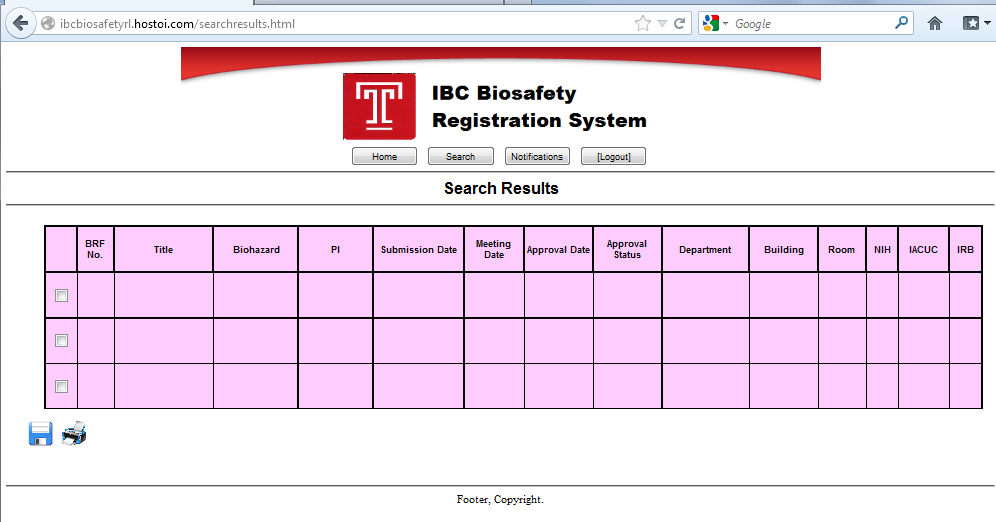 ibcbiosafetyrl.hostoi.com/searchresults.html
Google
T
IBC Biosafety
Registration System
Home
Search
Notifications
[Logout]
Search Results
BRF
No.
Title
Biohazard
PI
Submission Date
Meeting
Date
Approval Date
Approval
Status
Department
Building
Room
NIH
IACUC
IRB
Footer, Copyright.